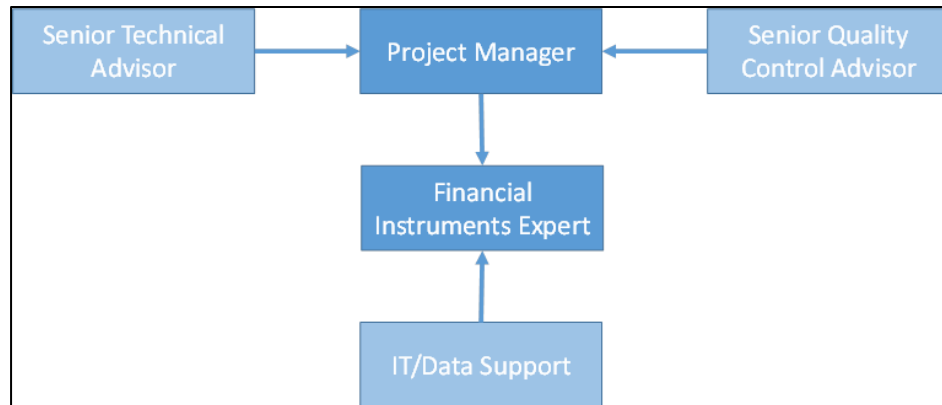 Senior Technical
Advisor
Project Manager
Senior Quality
Control Advisor
Financial
Instruments Expert
IT/Data Support